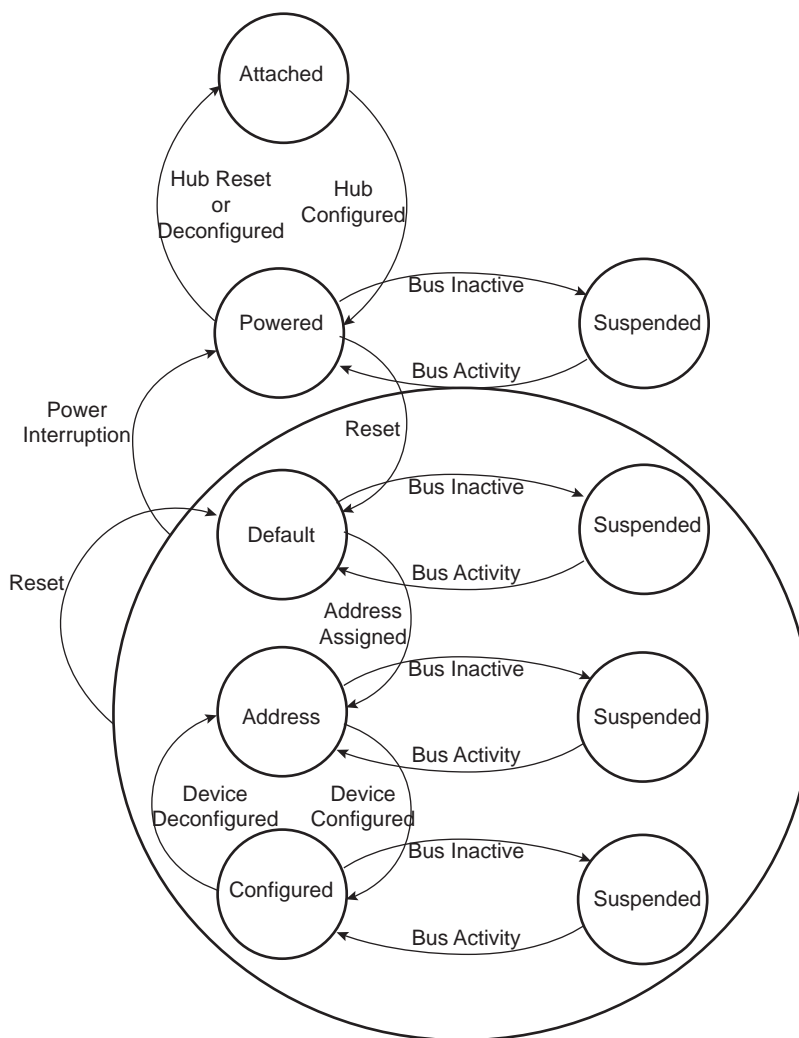 Attached
Hub Reset
or
Deconfigured
Hub
Configured
Bus Inactive
Powered
Suspended
Bus Activity
Power
Interruption
Reset
Bus Inactive
Default
Suspended
Bus Activity
Reset
Address
Assigned
Bus Inactive
Address
Suspended
Bus Activity
Device
Deconfigured
Device
Configured
Bus Inactive
Configured
Suspended
Bus Activity